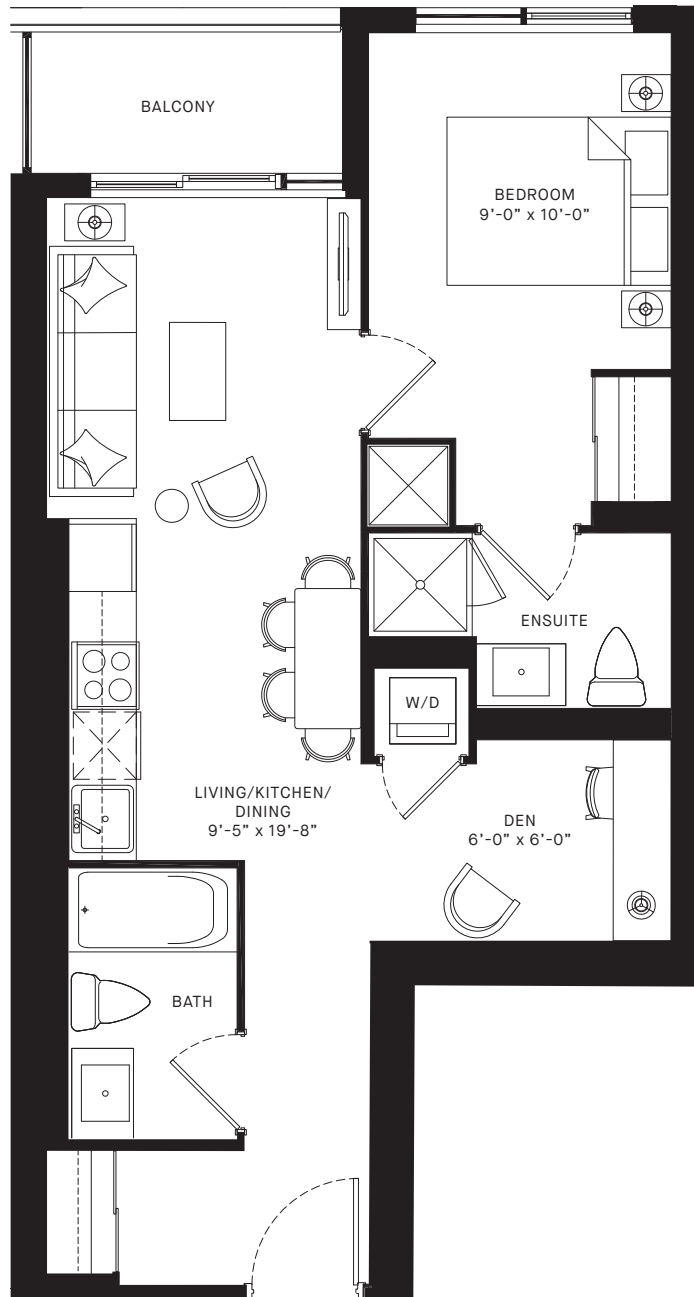 BALCONY
BEDROOM
9'-0” x 10'-0”
ENSUITE
W/D
LIVING/KITCHEN/
DINING
9'-5” x 19'-8”
DEN
6'-0” x 6'-0”
BATH